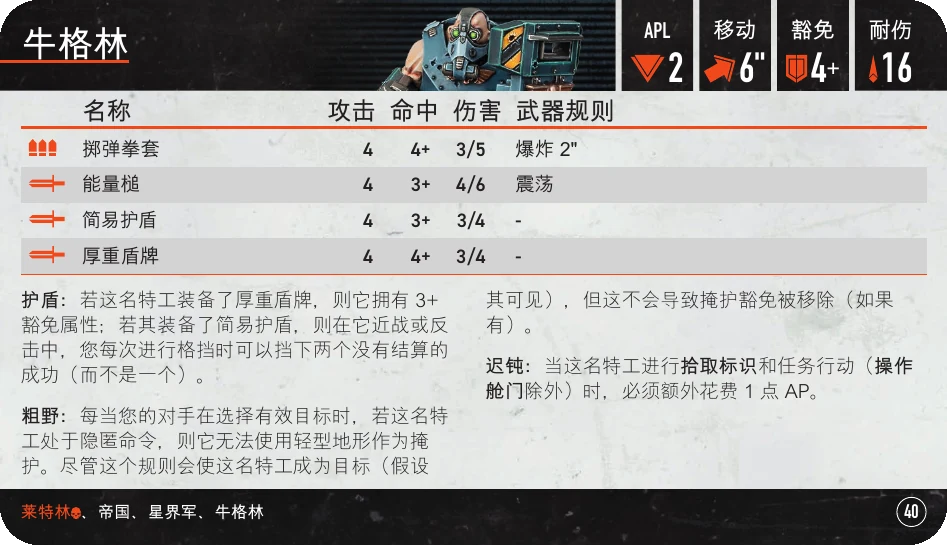 牛格林
APL 移动 豁免 耐伤
2 6" 4+ 16
名称 攻击 命中 伤害 武器规则
掷弹拳套 4 4+ 3/5 爆炸 2"
能量槌 4 3+ 4/6 震荡
简易护盾 4 3+ 3/4 -
厚重盾牌 4 4+ 3/4 -
护盾：若这名特工装备了厚重盾牌，则它拥有 3+
豁免属性；若其装备了简易护盾，则在它近战或反
击中，您每次进行格挡时可以挡下两个没有结算的
成功（而不是一个）。
粗野：每当您的对手在选择有效目标时，若这名特
工处于隐匿命令，则它无法使用轻型地形作为掩
护。尽管这个规则会使这名特工成为目标（假设
其可见），但这不会导致掩护豁免被移除（如果
有）。
迟钝：当这名特工进行拾取标识和任务行动（操作
舱门除外）时，必须额外花费 1 点 AP。
莱特林、帝国、星界军、牛格林
40